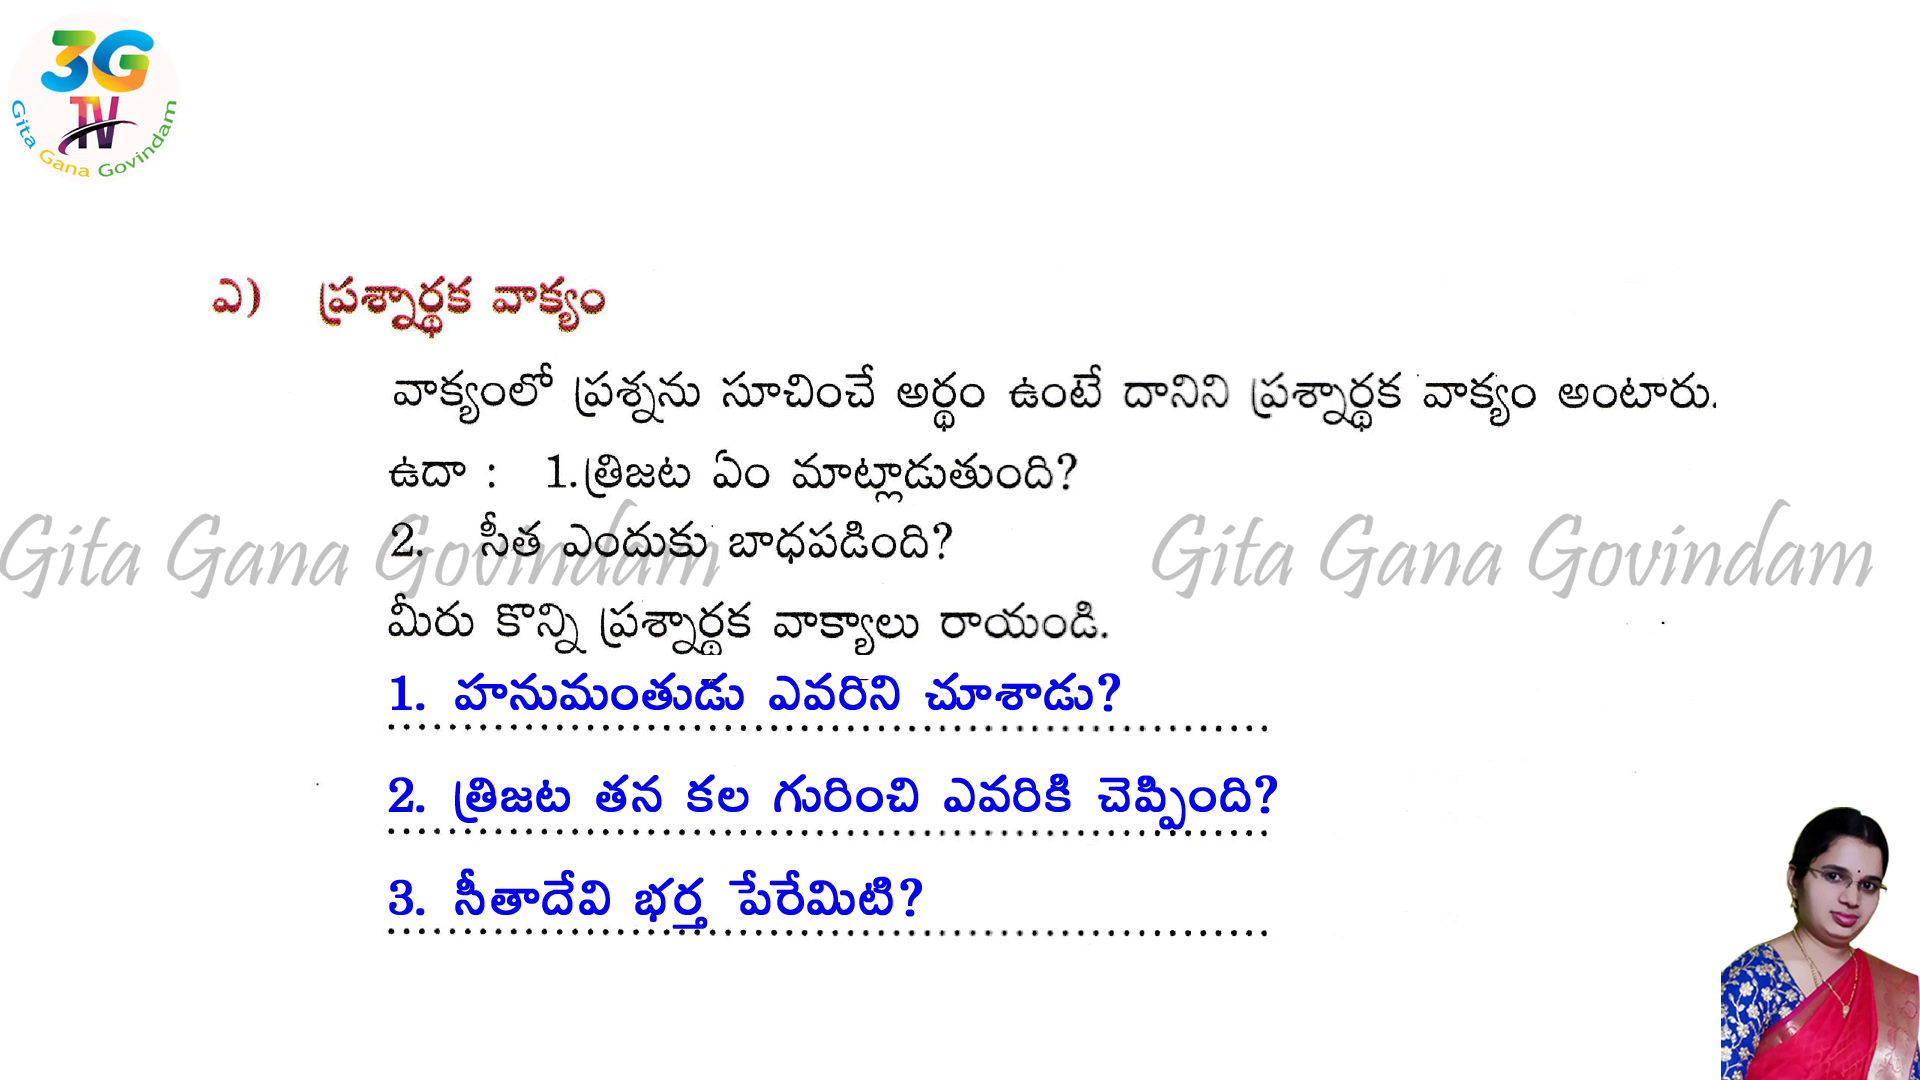 3G
TV
Gita Gana Govindam
ఎ) ప్రశ్నార్థక వాక్యం
వాక్యంలో ప్రశ్నను సూచించే అర్థం ఉంటే దానిని ప్రశ్నార్థక వాక్యం అంటారు.
ఉదా : 1.త్రిజట ఏం మాట్లాడుతుంది?
2. సీత ఎందుకు బాధపడింది?
Gita Gana Govindam
Gita Gana Govindam
మీరు కొన్ని ప్రశ్నార్థక వాక్యాలు రాయండి.
1. హనుమంతుడు ఎవరిని చూశాడు?
2. త్రిజట తన కల గురించి ఎవరికి చెప్పింది?
3. సీతాదేవి భర్త పేరేమిటి?